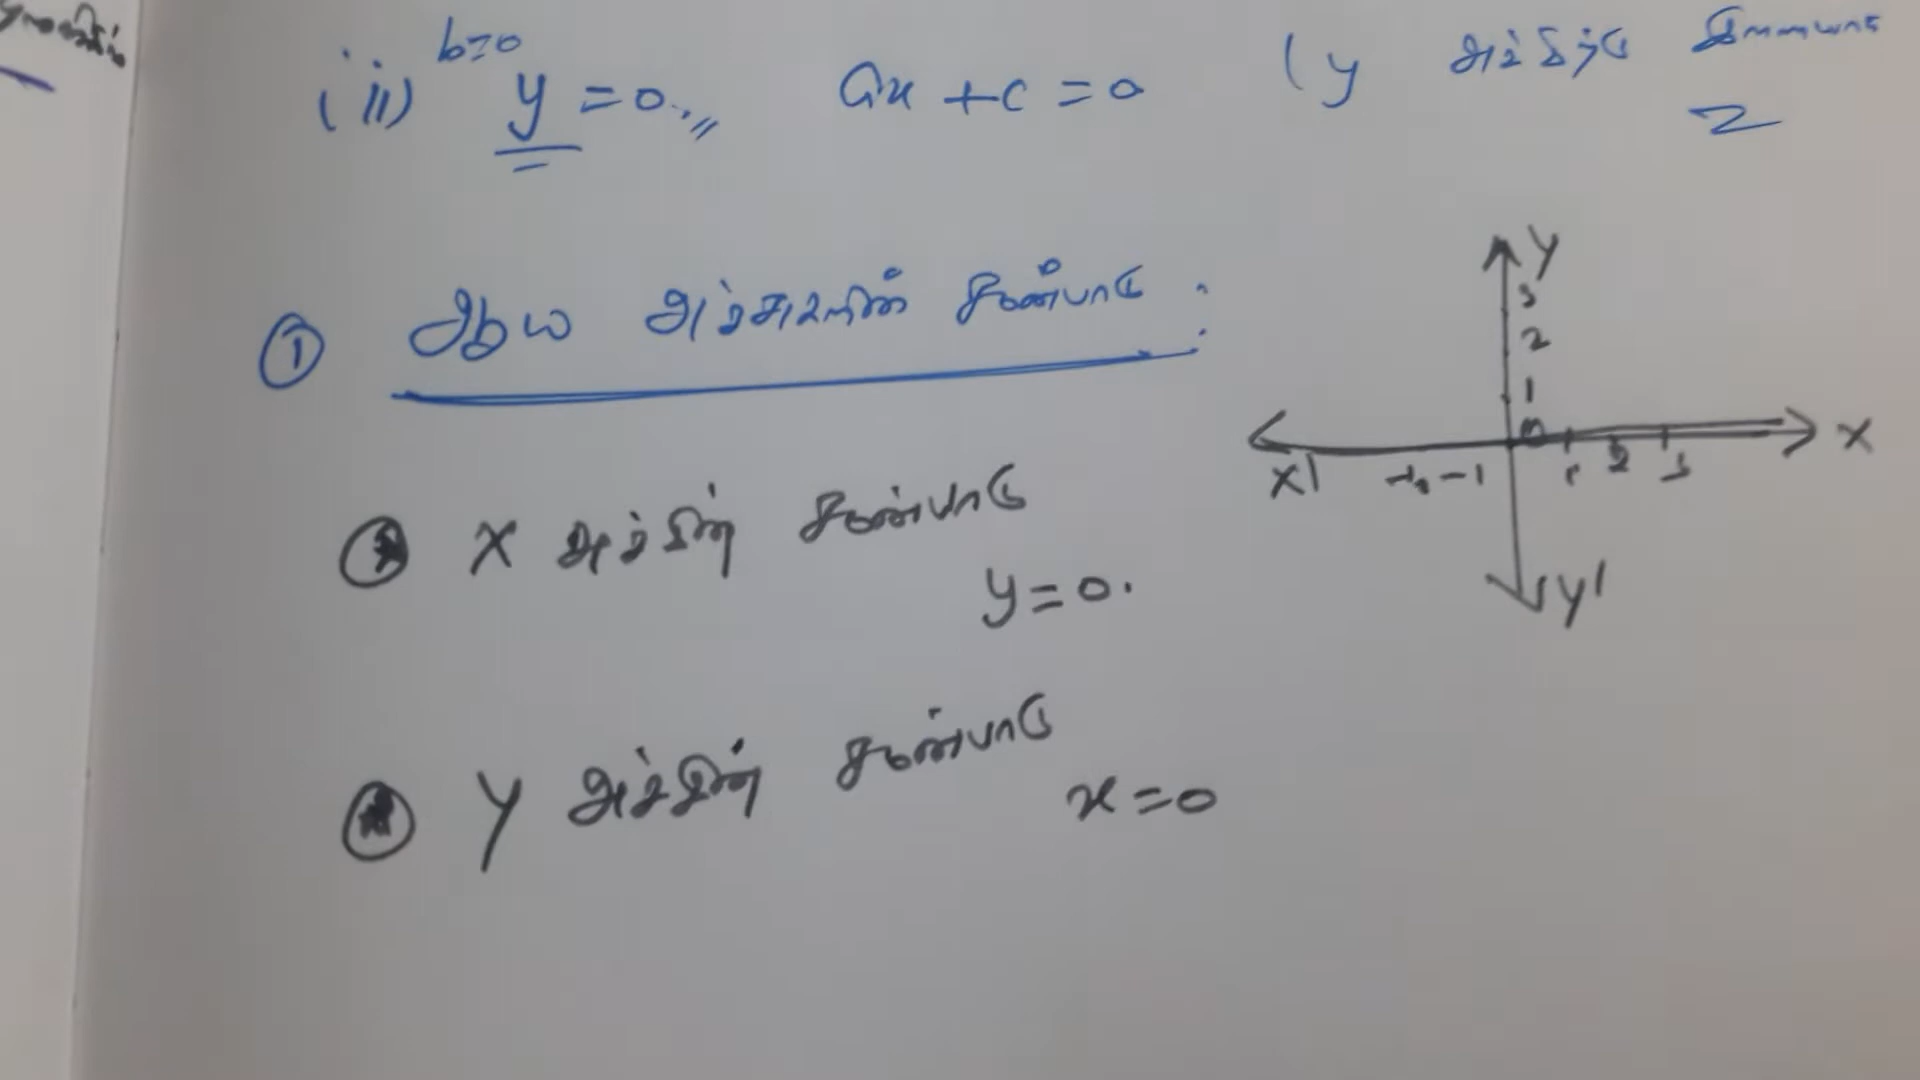 b=0
(ii) y = 0.,, ax + c = 0 (y அச்சிற்கு இணையாக
① ஆய அச்சுகளின் சமன்பாடு :
X அச்சின் சமன்பாடு
y = 0.
Y அச்சின் சமன்பாடு
x = 0
Y
3
2
1
0
X' -2 -1 1 2 3 X
Y'